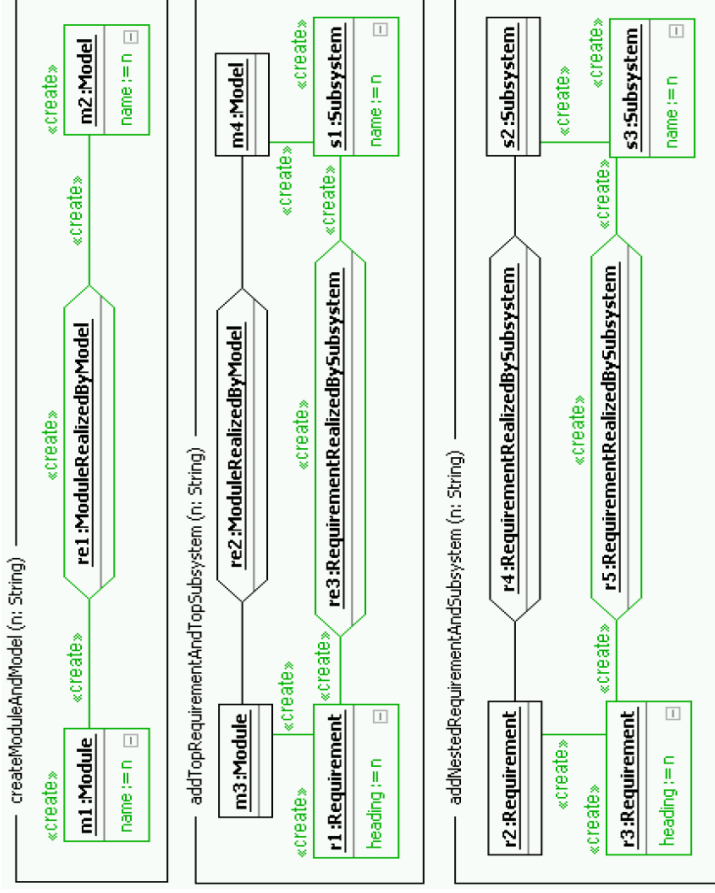 createModuleAndModel (n: String)
«create» «create» «create» «create» «create»
m1:Module re1:ModuleRealizedByModel m2:Model
name := n name := n
addTopRequirementAndTopSubsystem (n: String)
m3:Module re2:ModuleRealizedByModel m4:Model
«create» «create»
«create» «create» «create» «create» «create»
r1:Requirement re3:RequirementRealizedBySubsystem s1:Subsystem
heading := n name := n
addNestedRequirementAndSubsystem (n: String)
r2:Requirement r4:RequirementRealizedBySubsystem s2:Subsystem
«create» «create»
«create» «create» «create» «create» «create»
r3:Requirement r5:RequirementRealizedBySubsystem s3:Subsystem
heading := n name := n